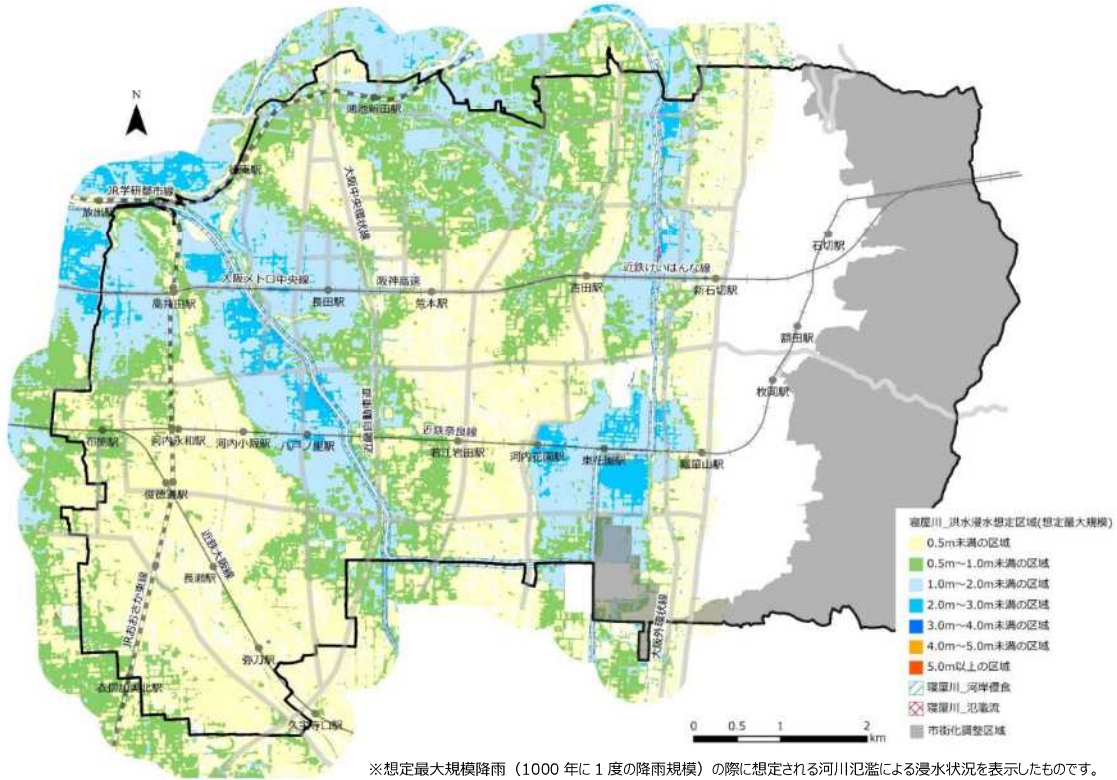 N
鴻池新田駅
徳庵駅
JR学研都市線
放出駅
大阪中央環状線
石切駅
大阪メトロ中央線
阪神高速
近鉄けいはんな線
高井田駅
長田駅
荒本駅
吉田駅
新石切駅
額田駅
枚岡駅
近畿自動車道
近鉄奈良線
布施駅
河内永和駅
河内小阪駅
八戸ノ里駅
若江岩田駅
河内花園駅
東花園駅
瓢箪山駅
俊徳道駅
近鉄大阪線
長瀬駅
JRおおさか東線
大阪外環状線
弥刀駅
衣摺加美北駅
久宝寺口駅
寝屋川_洪水浸水想定区域(想定最大規模)
0.5m未満の区域
0.5m～1.0m未満の区域
1.0m～2.0m未満の区域
2.0m～3.0m未満の区域
3.0m～4.0m未満の区域
4.0m～5.0m未満の区域
5.0m以上の区域
寝屋川_河岸侵食
寝屋川_氾濫流
市街化調整区域
0 0.5 1 2
km
※想定最大規模降雨（1000年に1度の降雨規模）の際に想定される河川氾濫による浸水状況を表示したものです。